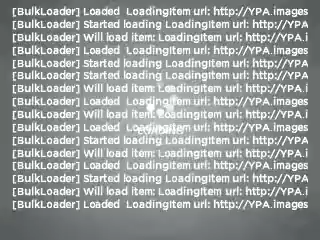 [BulkLoader] Loaded LoadingItem url: http://YPA.images
[BulkLoader] Started loading LoadingItem url: http://YPA
[BulkLoader] Will load item: LoadingItem url: http://YPA.i
[BulkLoader] Loaded LoadingItem url: http://YPA.images
[BulkLoader] Started loading LoadingItem url: http://YPA
[BulkLoader] Started loading LoadingItem url: http://YPA
[BulkLoader] Will load item: LoadingItem url: http://YPA.i
[BulkLoader] Loaded LoadingItem url: http://YPA.images
[BulkLoader] Will load item: LoadingItem url: http://YPA.i
[BulkLoader] Loaded LoadingItem url: http://YPA.images
[BulkLoader] Started loading LoadingItem url: http://YPA
[BulkLoader] Will load item: LoadingItem url: http://YPA.i
[BulkLoader] Loaded LoadingItem url: http://YPA.images
[BulkLoader] Started loading LoadingItem url: http://YPA
[BulkLoader] Will load item: LoadingItem url: http://YPA.i
[BulkLoader] Loaded LoadingItem url: http://YPA.images